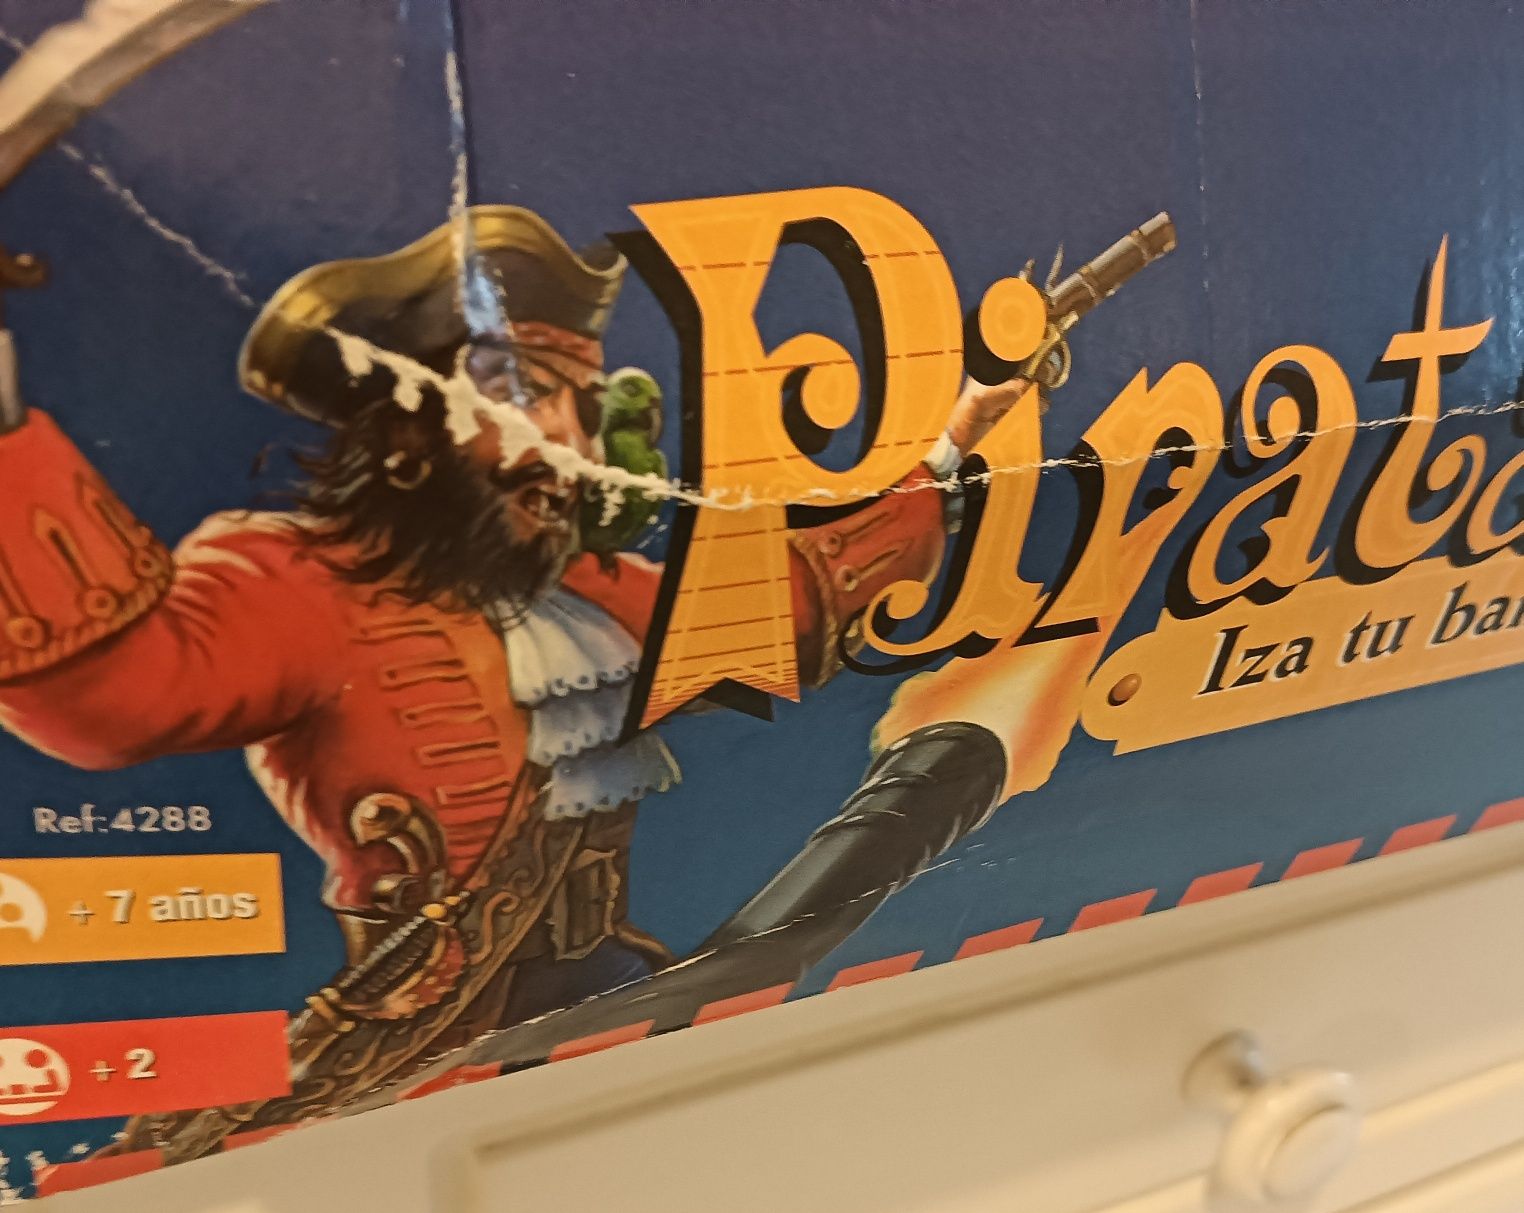 Pirat
Iza tu ba
Ref:4288
+ 7 años
+ 2